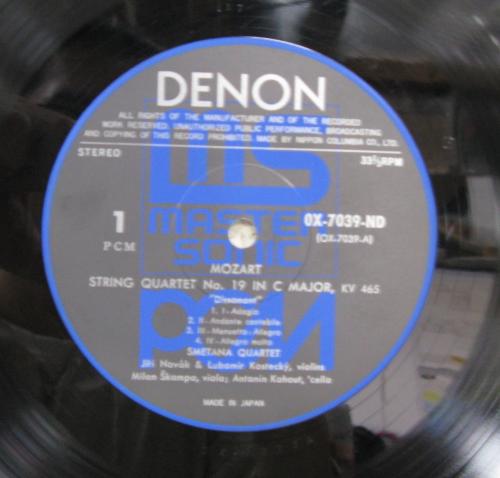 DENON
ALL RIGHTS OF THE MANUFACTURER AND OF THE RECORDED
WORK RESERVED. UNAUTHORIZED PUBLIC PERFORMANCE, BROADCASTING
AND COPYING OF THIS RECORD PROHIBITED. MADE BY NIPPON COLUMBIA CO., LTD.
STEREO 33⅓RPM
MS
1 OX-7039-ND
PCM (OX-7039-A)
MASTER
SONIC
MOZART
STRING QUARTET No. 19 IN C MAJOR, KV 465
"Dissonant"
1. I - Adagio
2. II - Andante cantabile
3. III - Menuetto - Allegro
4. IV - Allegro molto
PCM
SMETANA QUARTET
Jiří Novák & Lubomír Kostecký, violins
Milan Škampa, viola; Antonín Kohout, 'cello
MADE IN JAPAN